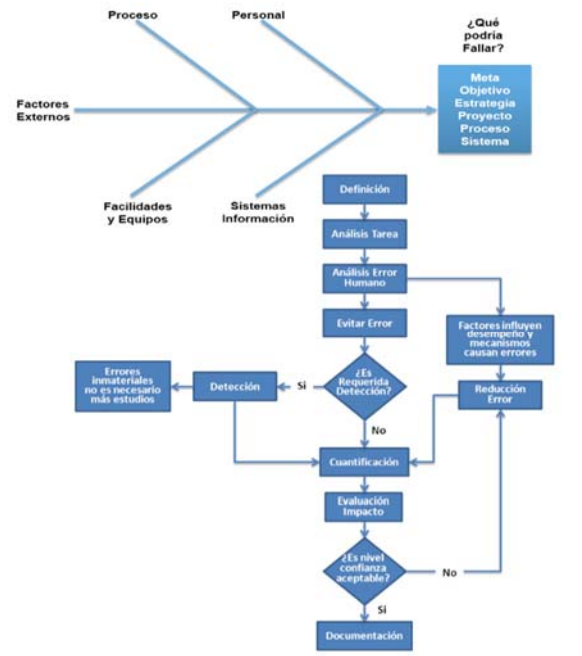 Proceso
Personal
¿Qué
podría
Fallar?
Meta
Objetivo
Estrategia
Proyecto
Proceso
Sistema
Factores
Externos
Facilidades
y Equipos
Sistemas
Información
Definición
Análisis Tarea
Análisis Error
Humano
Evitar Error
Factores influyen
desempeño y
mecanismos
causan errores
¿Es
Requerida
Detección?
Si
Detección
Errores
inmateriales
no es necesario
más estudios
Reducción
Error
No
Cuantificación
Evaluación
Impacto
¿Es nivel
confianza
aceptable?
No
Si
Documentación